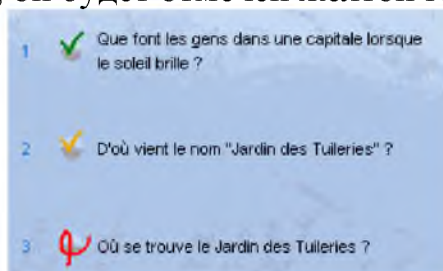 1 Que font les gens dans une capitale lorsque
le soleil brille ?
2 D'où vient le nom "Jardin des Tuileries" ?
3 Où se trouve le Jardin des Tuileries ?